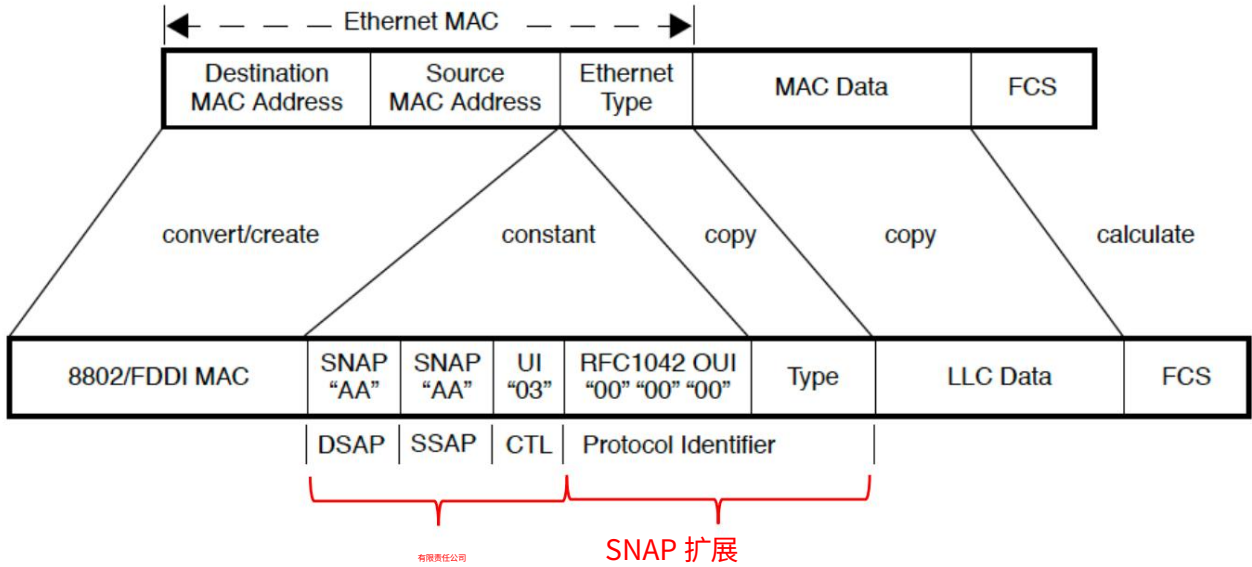 Ethernet MAC
Destination MAC Address
Source MAC Address
Ethernet Type
MAC Data
FCS
convert/create
constant
copy
copy
calculate
8802/FDDI MAC
SNAP “AA”
SNAP “AA”
UI “03”
RFC1042 OUI “00” “00” “00”
Type
LLC Data
FCS
DSAP
SSAP
CTL
Protocol Identifier
有限责任公司
SNAP 扩展